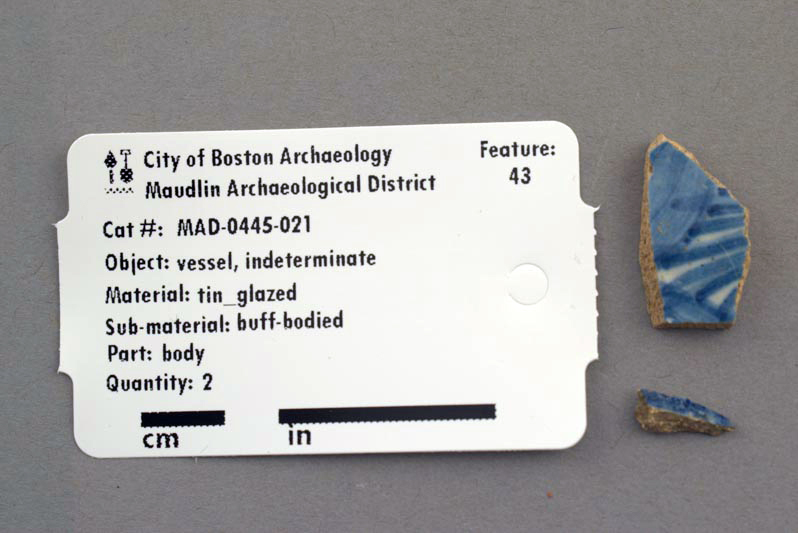 City of Boston Archaeology
Maudlin Archaeological District
Feature:
43
Cat #: MAD-0445-021
Object: vessel, indeterminate
Material: tin_glazed
Sub-material: buff-bodied
Part: body
Quantity: 2
cm
in